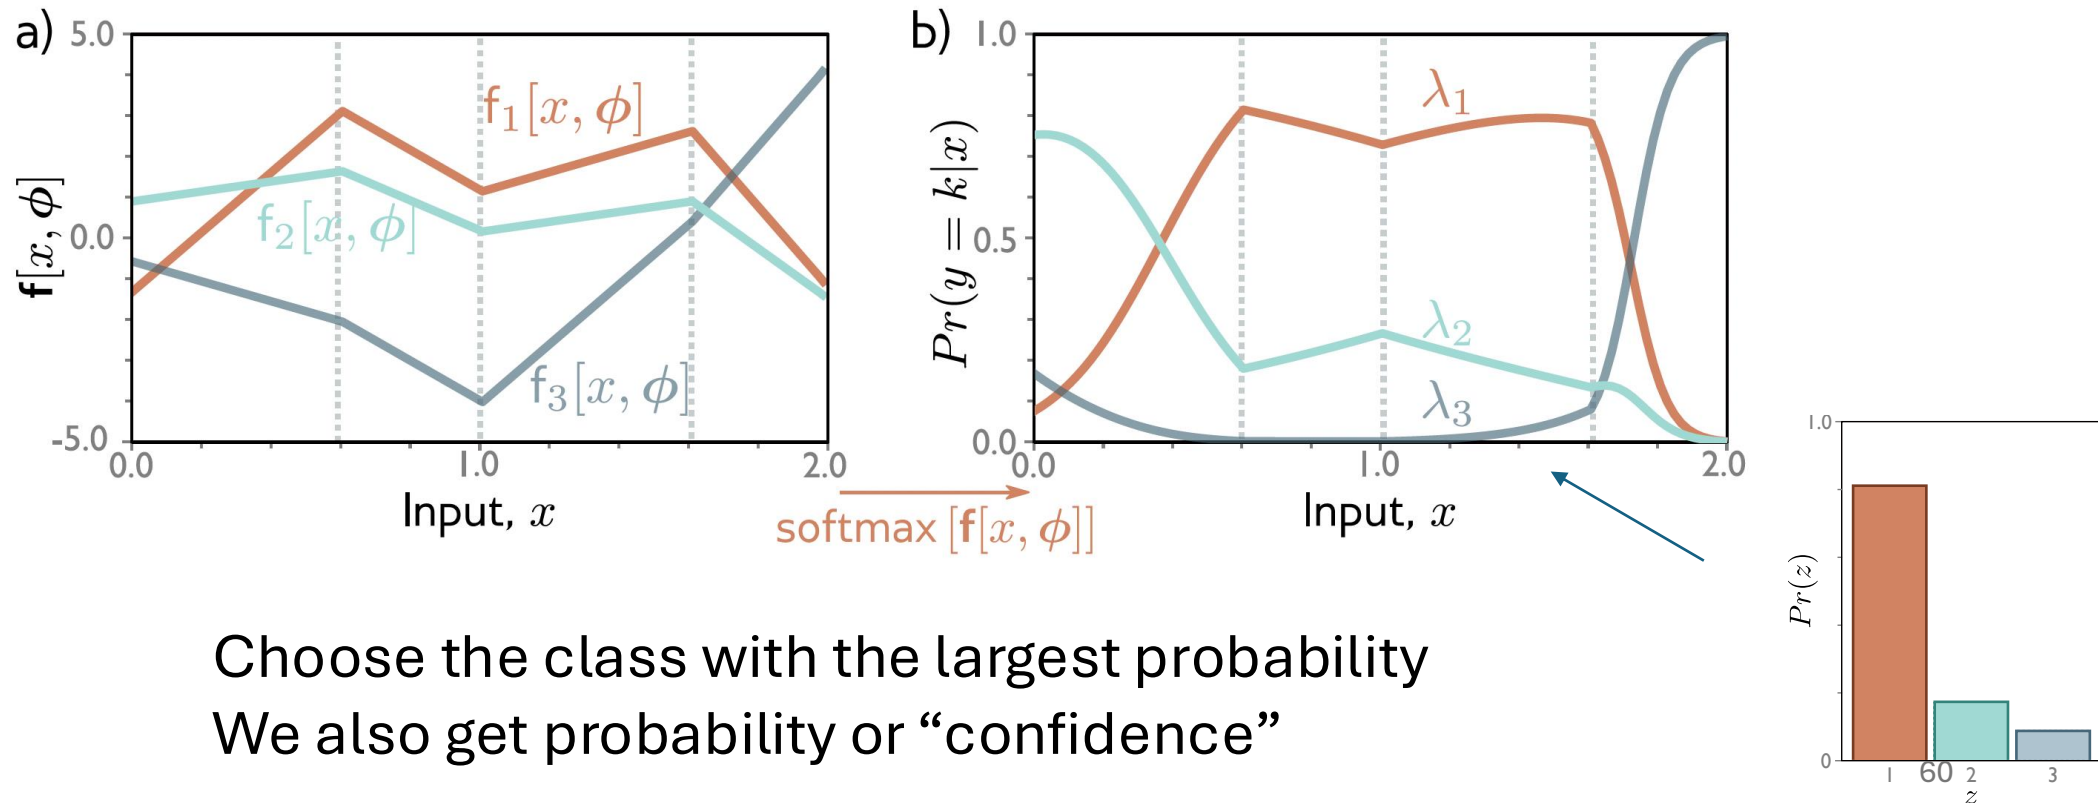 a)
5.0
0.0
-5.0
f[x, ϕ]
f₁[x, ϕ]
f₂[x, ϕ]
f₃[x, ϕ]
0.0 1.0 2.0
Input, x
softmax [f[x, ϕ]]
b)
1.0
0.5
0.0
Pr(y = k|x)
λ₁
λ₂
λ₃
0.0 1.0 2.0
Input, x
1.0
0
Pr(z)
1 2 3
z
Choose the class with the largest probability
We also get probability or “confidence”
60